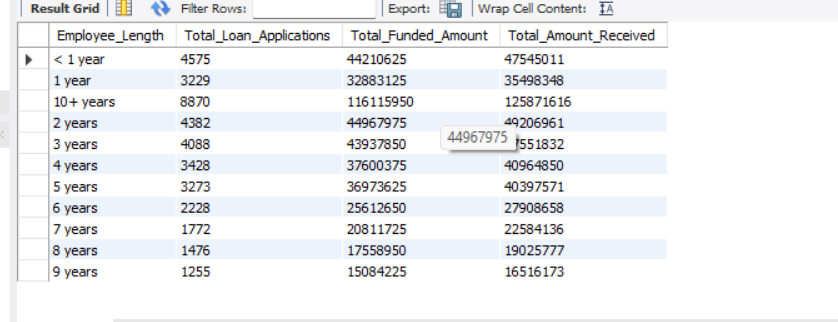 Result Grid Filter Rows: Export: Wrap Cell Content: IA
Employee_Length Total_Loan_Applications Total_Funded_Amount Total_Amount_Received
< 1 year 4575 44210625 47545011
1 year 3229 32883125 35498348
10+ years 8870 116115950 125871616
2 years 4382 44967975 49206961
44967975
3 years 4088 43937850 7551832
4 years 3428 37600375 40964850
5 years 3273 36973625 40397571
6 years 2228 25612650 27908658
7 years 1772 20811725 22584136
8 years 1476 17558950 19025777
9 years 1255 15084225 16516173